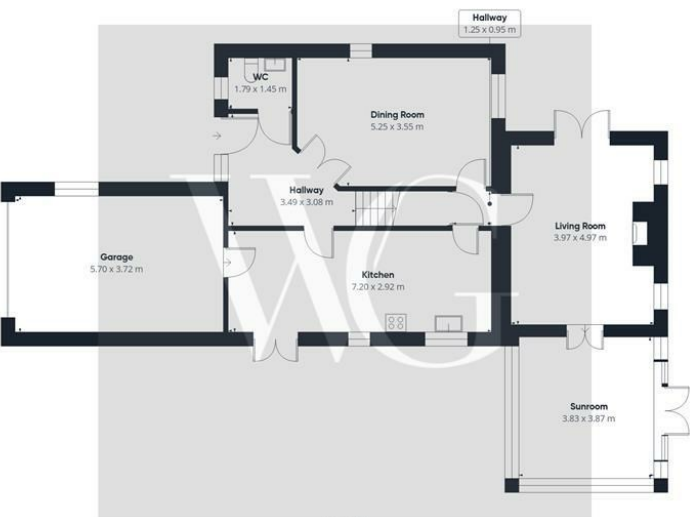 Hallway
1.25 x 0.95 m
WC
1.79 x 1.45 m
Dining Room
5.25 x 3.55 m
Hallway
3.49 x 3.08 m
Living Room
3.97 x 4.97 m
Garage
5.70 x 3.72 m
Kitchen
7.20 x 2.92 m
Sunroom
3.83 x 3.87 m
WG